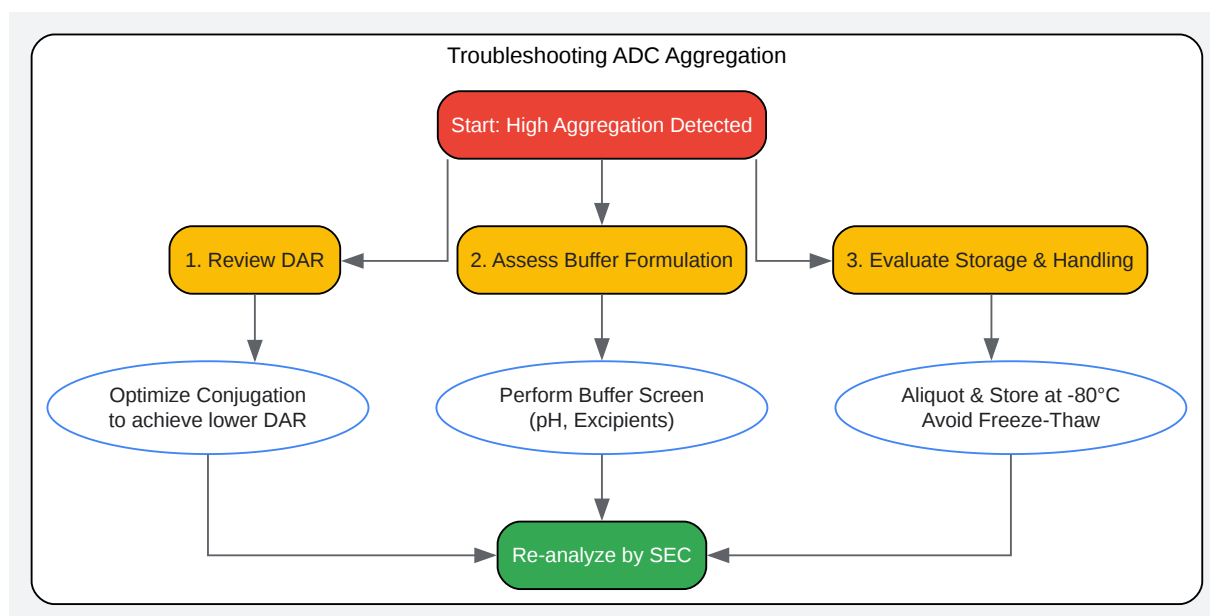 Troubleshooting ADC Aggregation
Start: High Aggregation Detected
1. Review DAR
2. Assess Buffer Formulation
3. Evaluate Storage & Handling
Optimize Conjugation
to achieve lower DAR
Perform Buffer Screen
(pH, Excipients)
Aliquot & Store at -80°C
Avoid Freeze-Thaw
Re-analyze by SEC